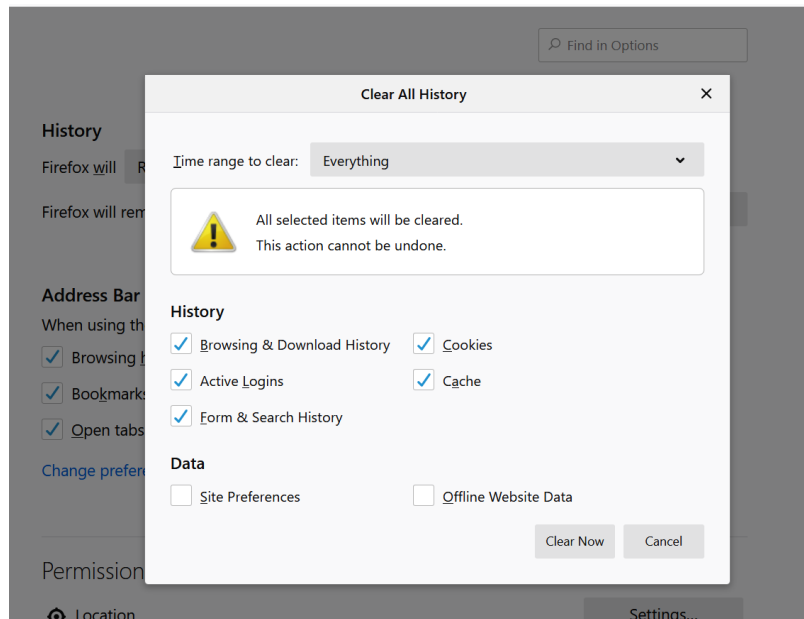 Find in Options
Clear All History
History
Firefox will R
Time range to clear: Everything
Firefox will rem
All selected items will be cleared.
This action cannot be undone.
Address Bar
When using th
History
Browsing & Download History Cookies
Browsing h
Active Logins Cache
Bookmarks
Form & Search History
Open tabs
Change prefere
Data
Site Preferences Offline Website Data
Clear Now Cancel
Permission
Location Settings...